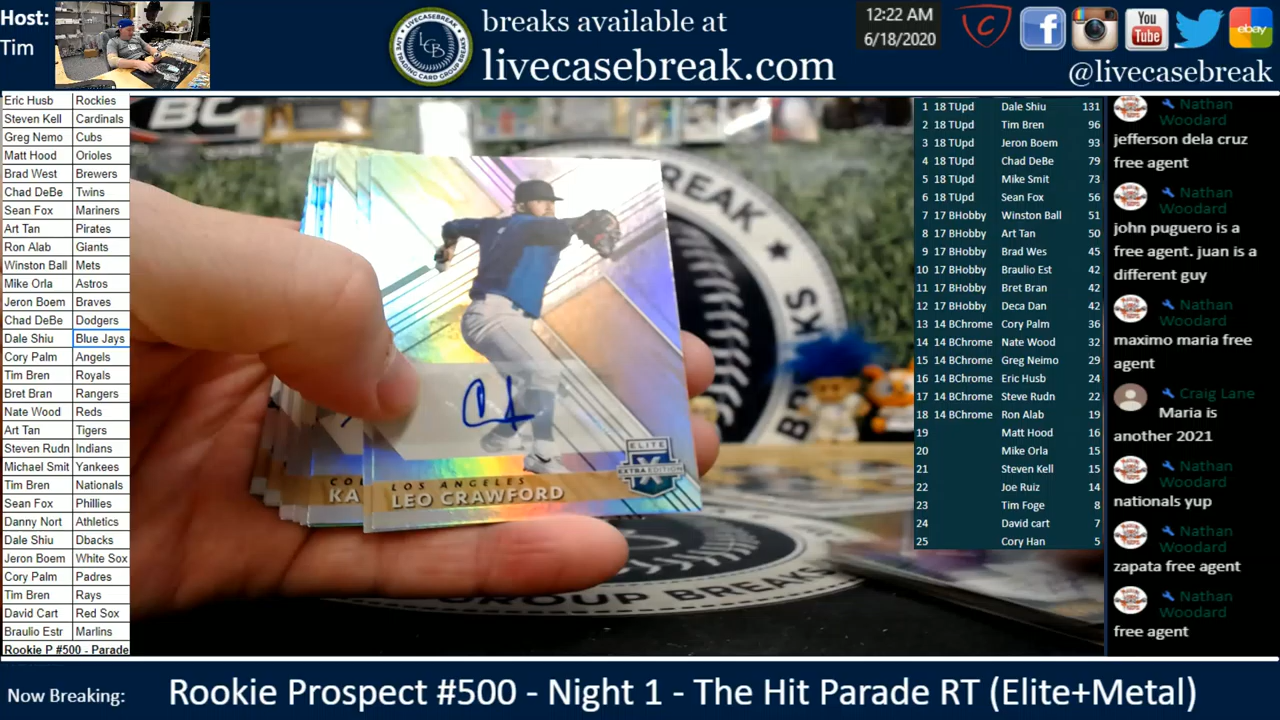 Host:
Tim
breaks available at
livecasebreak.com
LIVECASEBREAK
LCB
12:22 AM
6/18/2020
You
Tube
ebay
@livecasebreak
Eric Husb Rockies
Steven Kell Cardinals
Greg Nemo Cubs
Matt Hood Orioles
Brad West Brewers
Chad DeBe Twins
Sean Fox Mariners
Art Tan Pirates
Ron Alab Giants
Winston Ball Mets
Mike Orla Astros
Jeron Boem Braves
Chad DeBe Dodgers
Dale Shiu Blue Jays
Cory Palm Angels
Tim Bren Royals
Bret Bran Rangers
Nate Wood Reds
Art Tan Tigers
Steven Rudn Indians
Michael Smit Yankees
Tim Bren Nationals
Sean Fox Phillies
Danny Nort Athletics
Dale Shiu Dbacks
Jeron Boem White Sox
Cory Palm Padres
Tim Bren Rays
David Cart Red Sox
Braulio Estr Marlins
Rookie P #500 - Parade
BC
BREAK
GROUP BREAKS
LOS ANGELES
LEO CRAWFORD
ELITE
X
EXTRA EDITION
COL
KA
1 18 TUpd Dale Shiu 131
2 18 TUpd Tim Bren 96
3 18 TUpd Jeron Boem 93
4 18 TUpd Chad DeBe 79
5 18 TUpd Mike Smit 73
6 18 TUpd Sean Fox 56
7 17 BHobby Winston Ball 51
8 17 BHobby Art Tan 50
9 17 BHobby Brad Wes 45
10 17 BHobby Braulio Est 42
11 17 BHobby Bret Bran 42
12 17 BHobby Deca Dan 42
13 14 BChrome Cory Palm 36
14 14 BChrome Nate Wood 32
15 14 BChrome Greg Neimo 29
16 14 BChrome Eric Husb 24
17 14 BChrome Steve Rudn 22
18 14 BChrome Ron Alab 19
19 Matt Hood 16
20 Mike Orla 15
21 Steven Kell 15
22 Joe Ruiz 14
23 Tim Foge 8
24 David cart 7
25 Cory Han 5
Nathan
Woodard
jefferson dela cruz
free agent
Nathan
Woodard
john puguero is a
free agent. juan is a
different guy
Nathan
Woodard
maximo maria free
agent
Craig Lane
Maria is
another 2021
Nathan
Woodard
nationals yup
Nathan
Woodard
zapata free agent
Nathan
Woodard
free agent
Now Breaking:
Rookie Prospect #500 - Night 1 - The Hit Parade RT (Elite+Metal)